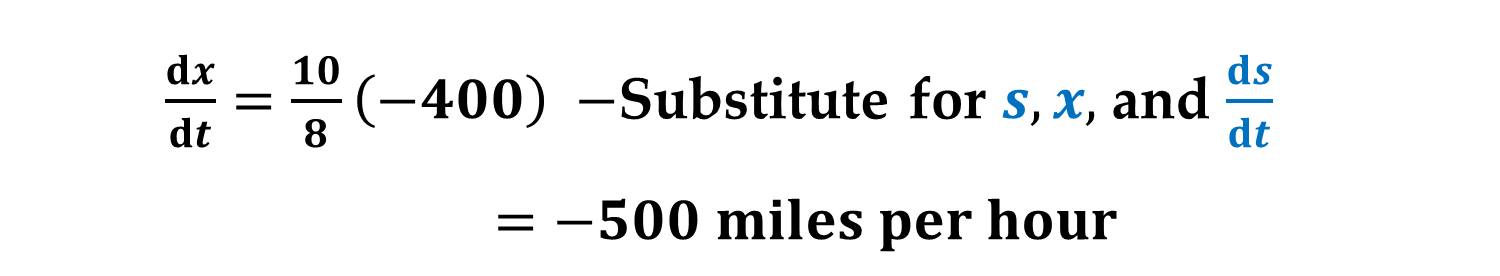 dx/dt = 10/8 (−400) −Substitute for s, x, and ds/dt
= −500 miles per hour